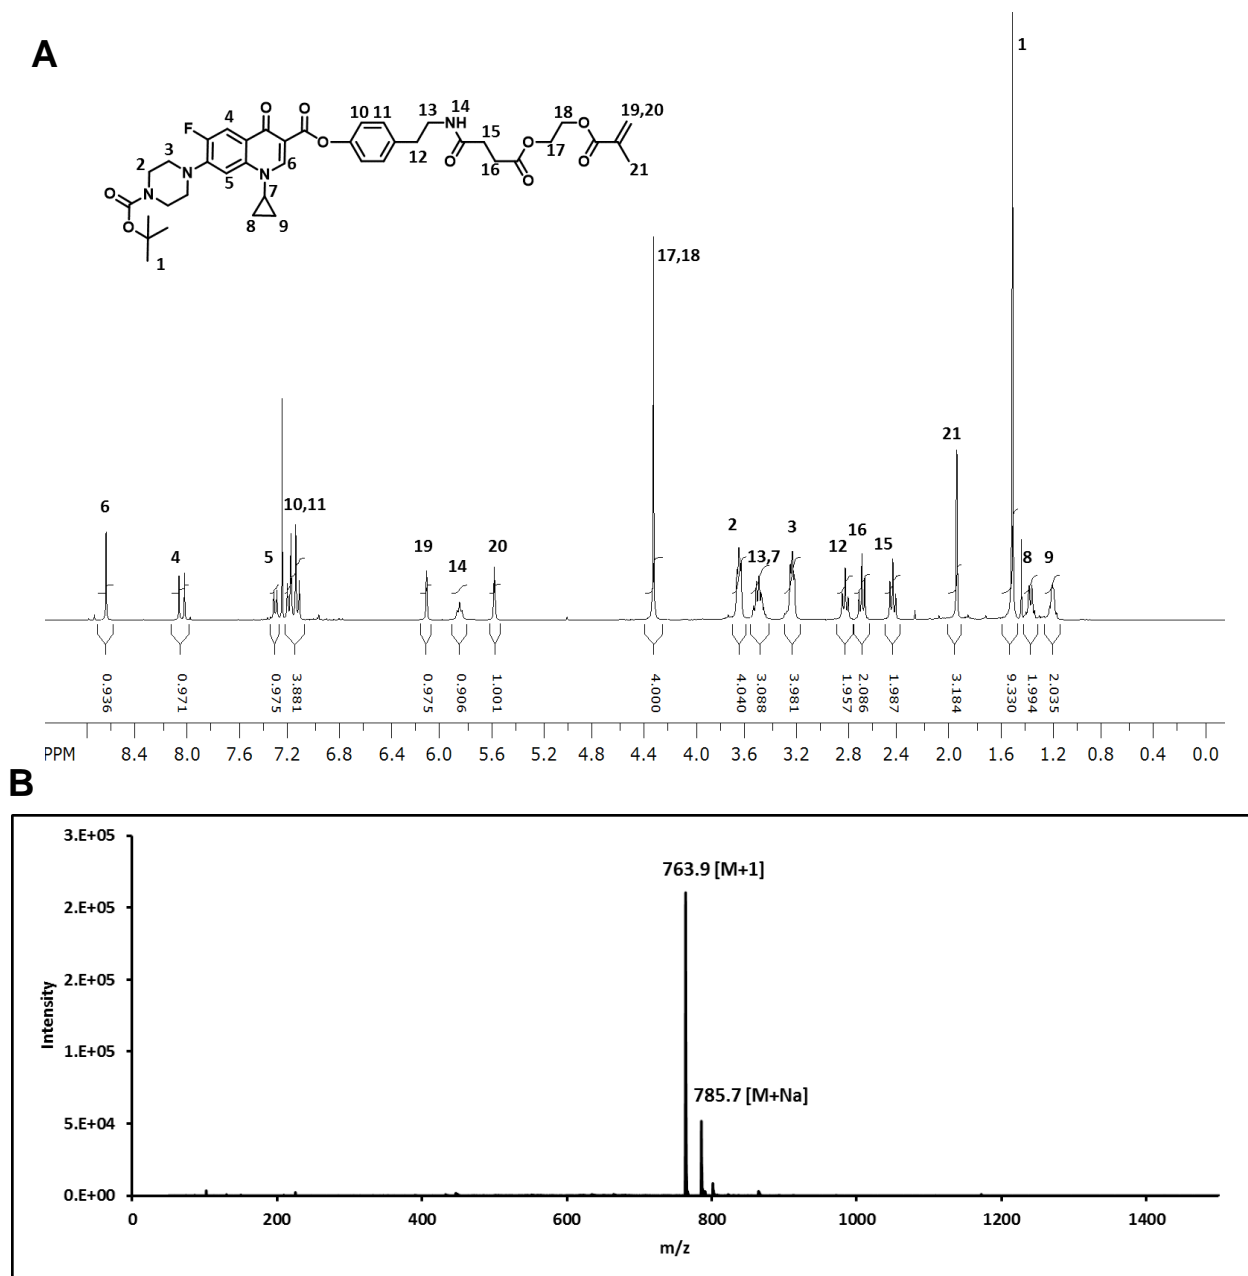 A
1
O
O
10
11
13
14
H
N
18
O
19,20
4
F
O
15
O
17
O
21
3
2
N
5
N
6
12
O
16
O
7
O
N
8
9
O
1
17,18
21
6
10,11
4
5
19
14
20
2
13,7
3
12
16
15
8
9
0.936
0.971
0.975
3.881
0.975
0.906
1.001
4.000
4.040
3.088
3.981
1.957
2.086
1.987
3.184
9.330
1.994
2.035
PPM 8.4 8.0 7.6 7.2 6.8 6.4 6.0 5.6 5.2 4.8 4.4 4.0 3.6 3.2 2.8 2.4 2.0 1.6 1.2 0.8 0.4 0.0
B
3.E+05
2.E+05
2.E+05
1.E+05
5.E+04
0.E+00
Intensity
763.9 [M+1]
785.7 [M+Na]
0 200 400 600 800 1000 1200 1400
m/z